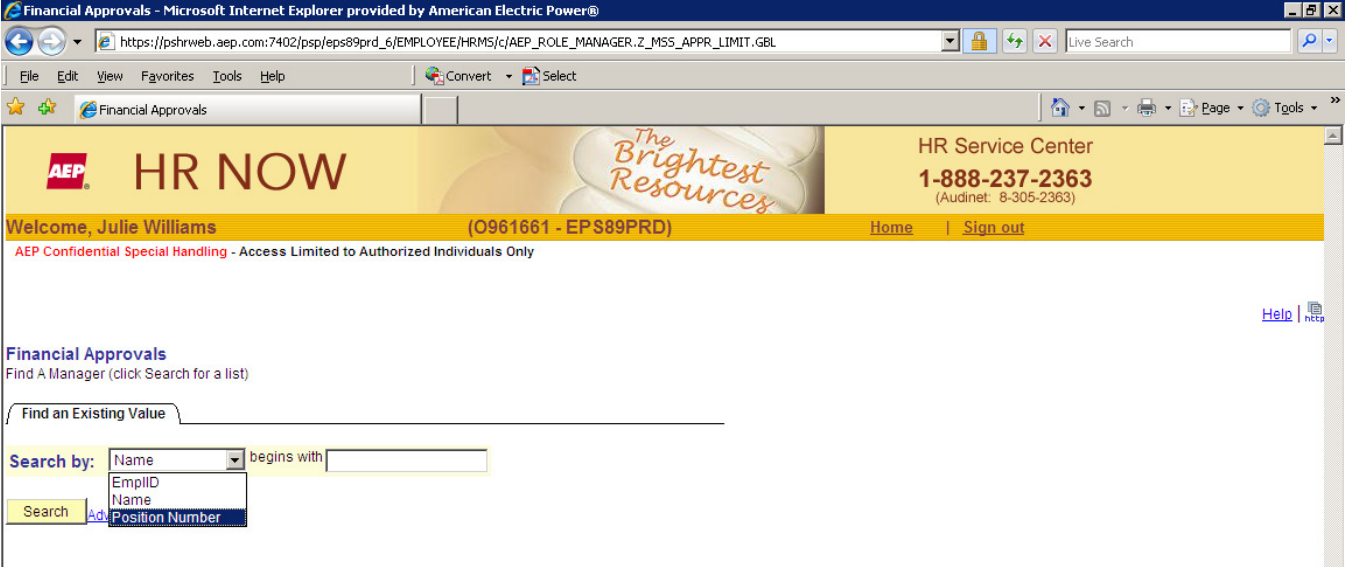 Financial Approvals - Microsoft Internet Explorer provided by American Electric Power®
https://pshrweb.aep.com:7402/psp/eps89prd_6/EMPLOYEE/HRMS/c/AEP_ROLE_MANAGER.Z_MSS_APPR_LIMIT.GBL
Live Search
File Edit View Favorites Tools Help
Convert Select
Financial Approvals
Page Tools »
AEP®
HR NOW
The Brightest Resources
HR Service Center
1-888-237-2363
(Audinet: 8-305-2363)
Welcome, Julie Williams (O961661 - EPS89PRD) Home | Sign out
AEP Confidential Special Handling - Access Limited to Authorized Individuals Only
Help | http
Financial Approvals
Find A Manager (click Search for a list)
Find an Existing Value
Search by: Name begins with
EmplID
Name
Position Number
Search Adv